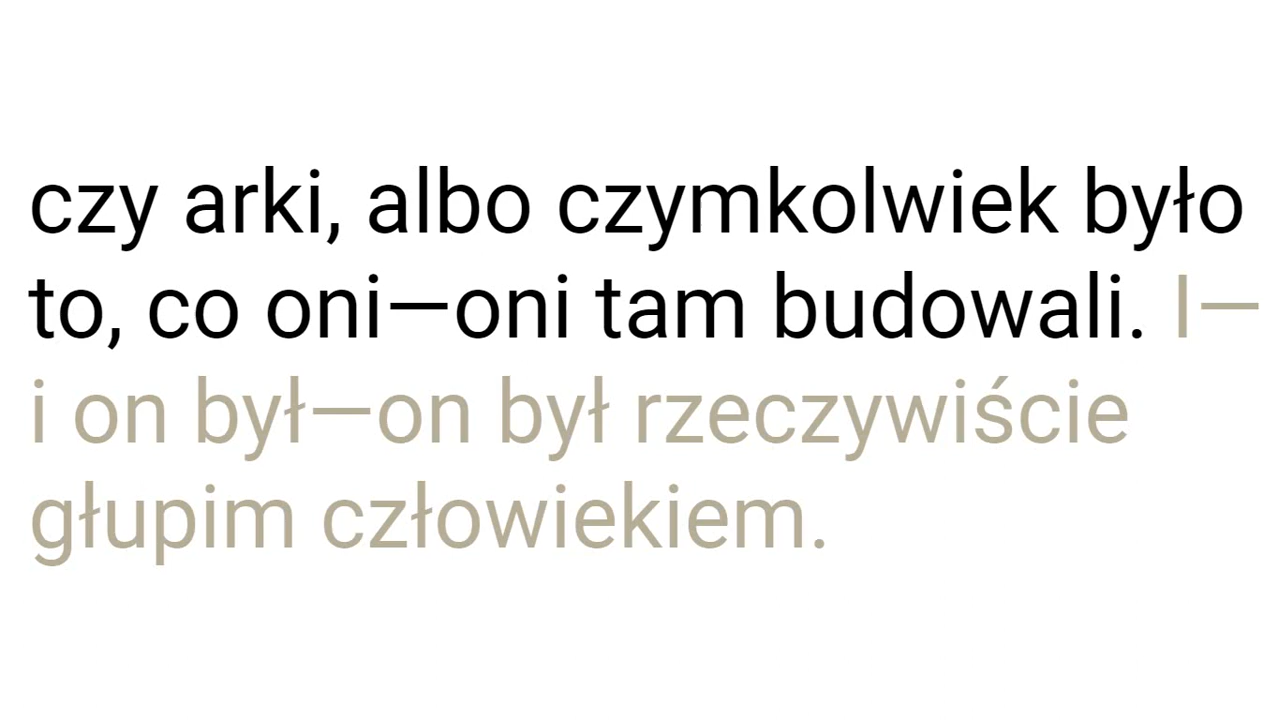 czy arki, albo czymkolwiek było
to, co oni—oni tam budowali. I—
i on był—on był rzeczywiście
głupim człowiekiem.